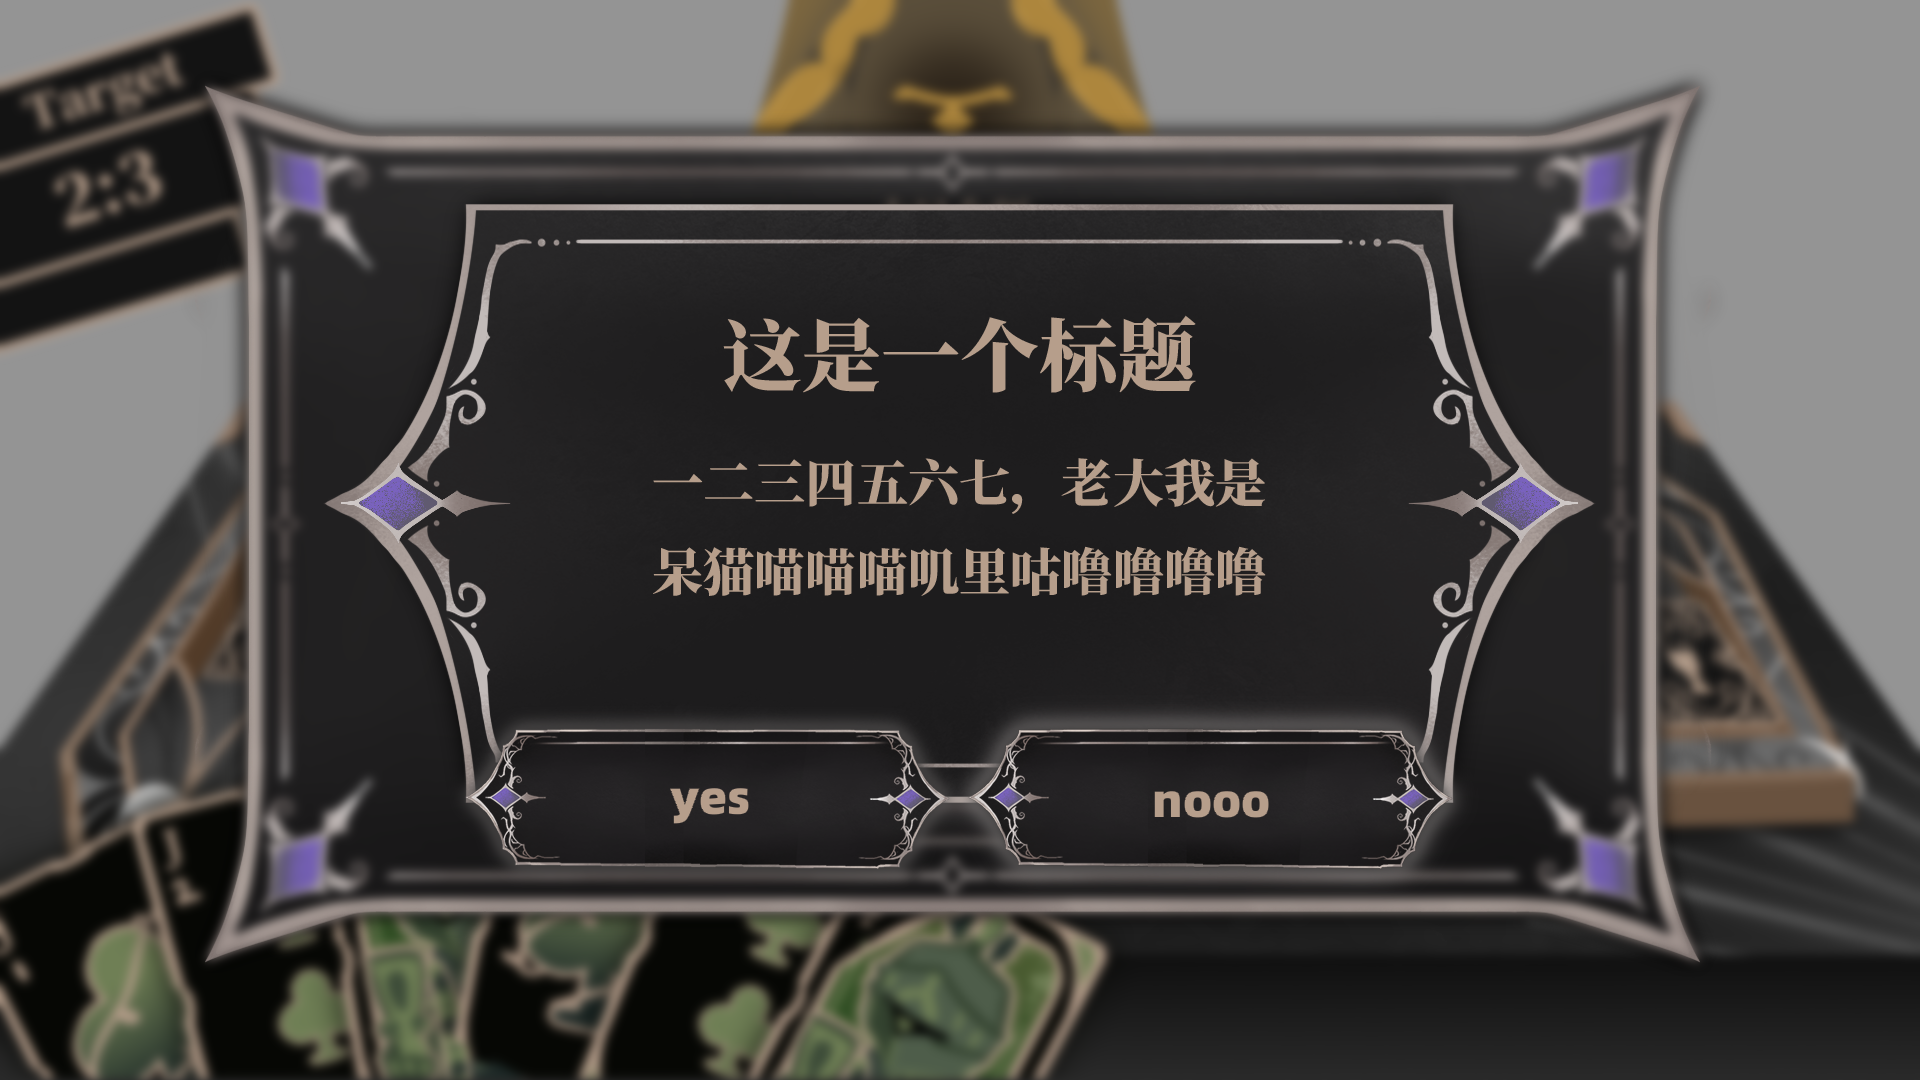 Target
2:3
这是一个标题
一二三四五六七，老大我是
呆猫喵喵喵叽里咕噜噜噜噜
yes
nooo
J